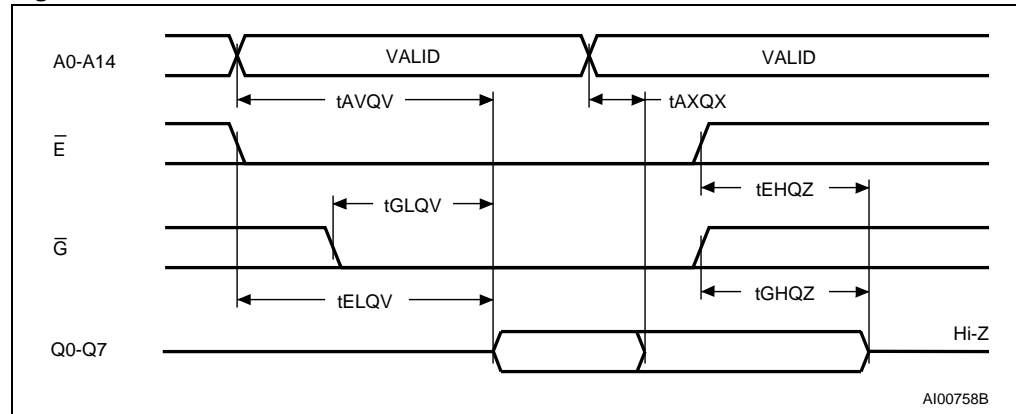 A0-A14
VALID
VALID
tAVQV
tAXQX
E̅
tEHQZ
tGLQV
G̅
tGHQZ
tELQV
Q0-Q7
Hi-Z
AI00758B